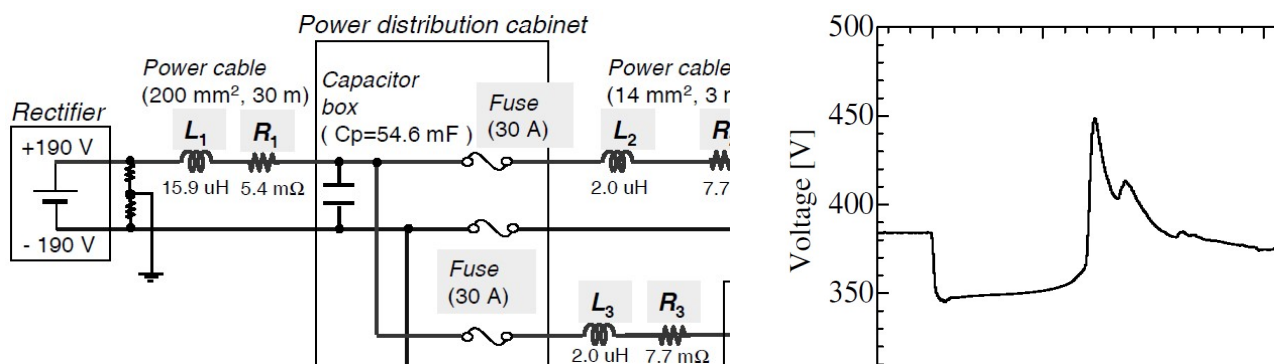 Power distribution cabinet
Power cable
(200 mm², 30 m)
Capacitor
box
( Cp=54.6 mF )
Fuse
(30 A)
Power cable
(14 mm², 3
Rectifier
+190 V
L₁
R₁
L₂
R
15.9 uH
5.4 mΩ
2.0 uH
7.7
- 190 V
Fuse
(30 A)
L₃
R₃
2.0 uH
7.7 mΩ
500
450
400
350
Voltage [V]